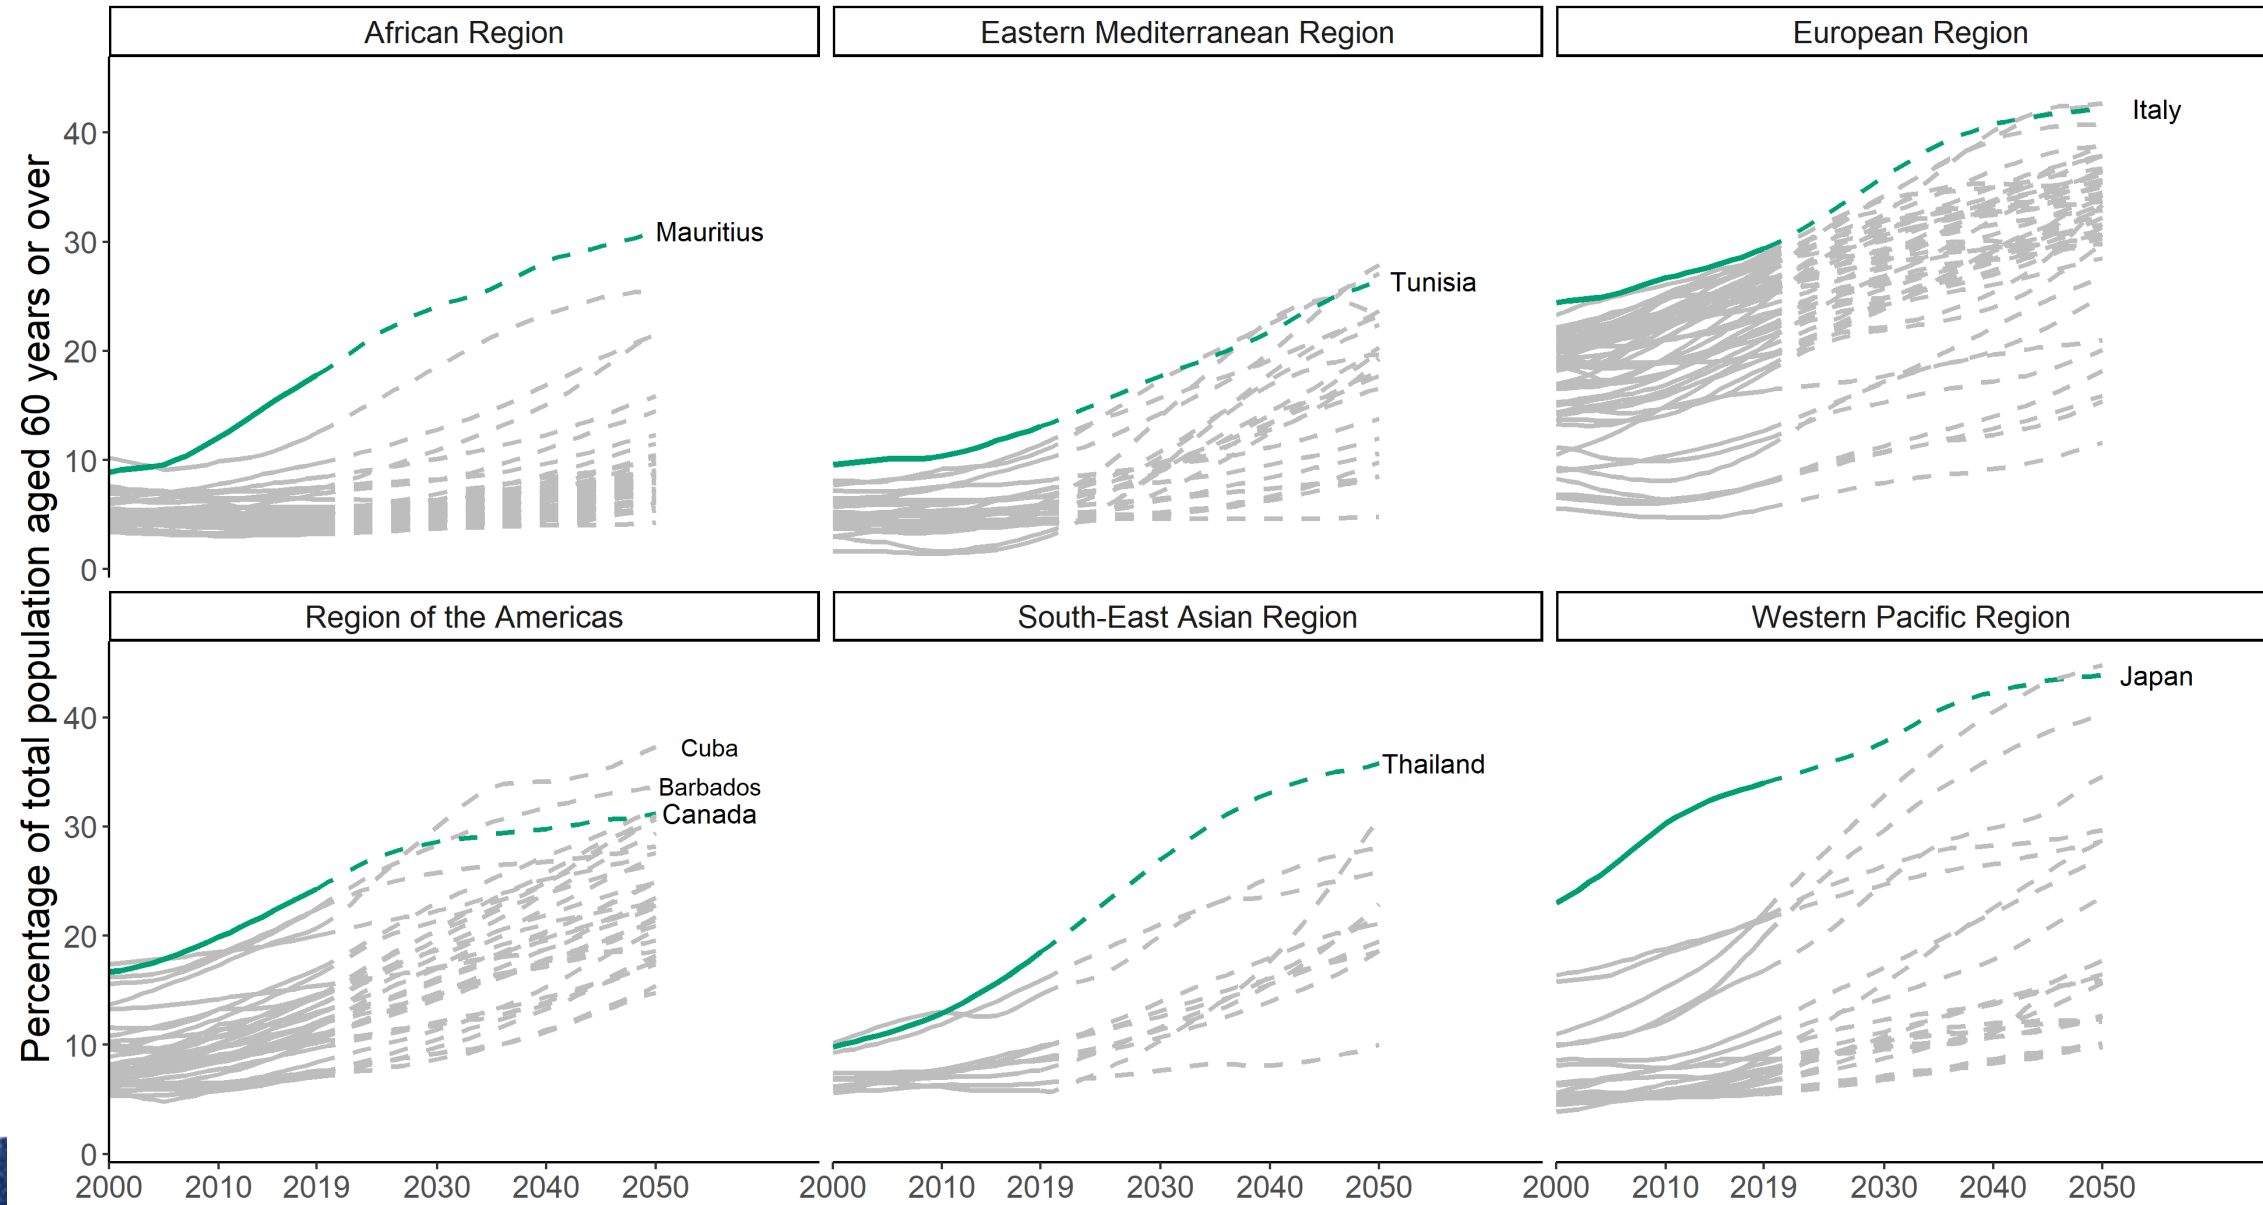 Percentage of total population aged 60 years or over
African Region
Eastern Mediterranean Region
European Region
40
30
20
10
0
Mauritius
Tunisia
Italy
Region of the Americas
South-East Asian Region
Western Pacific Region
40
30
20
10
0
Cuba
Barbados
Canada
Thailand
Japan
2000 2010 2019 2030 2040 2050
2000 2010 2019 2030 2040 2050
2000 2010 2019 2030 2040 2050